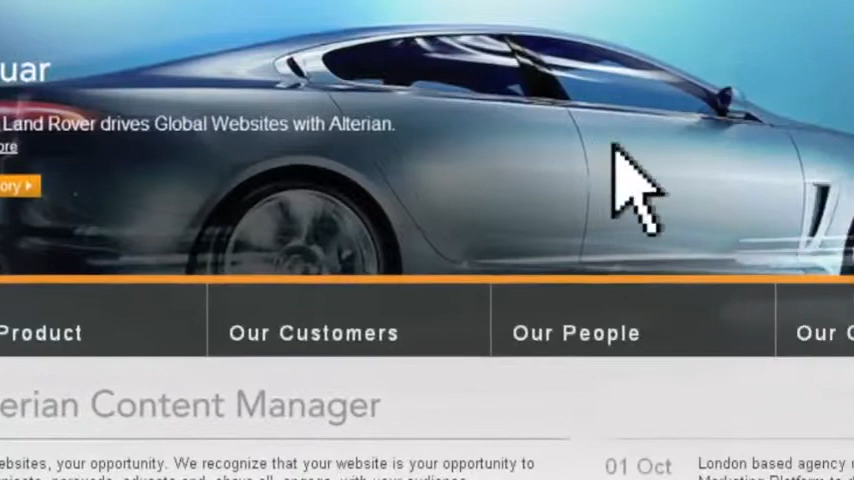 uar
Land Rover drives Global Websites with Alterian.
ore
ory
Product
Our Customers
Our People
Our C
erian Content Manager
ebsites, your opportunity. We recognize that your website is your opportunity to
01 Oct
London based agency